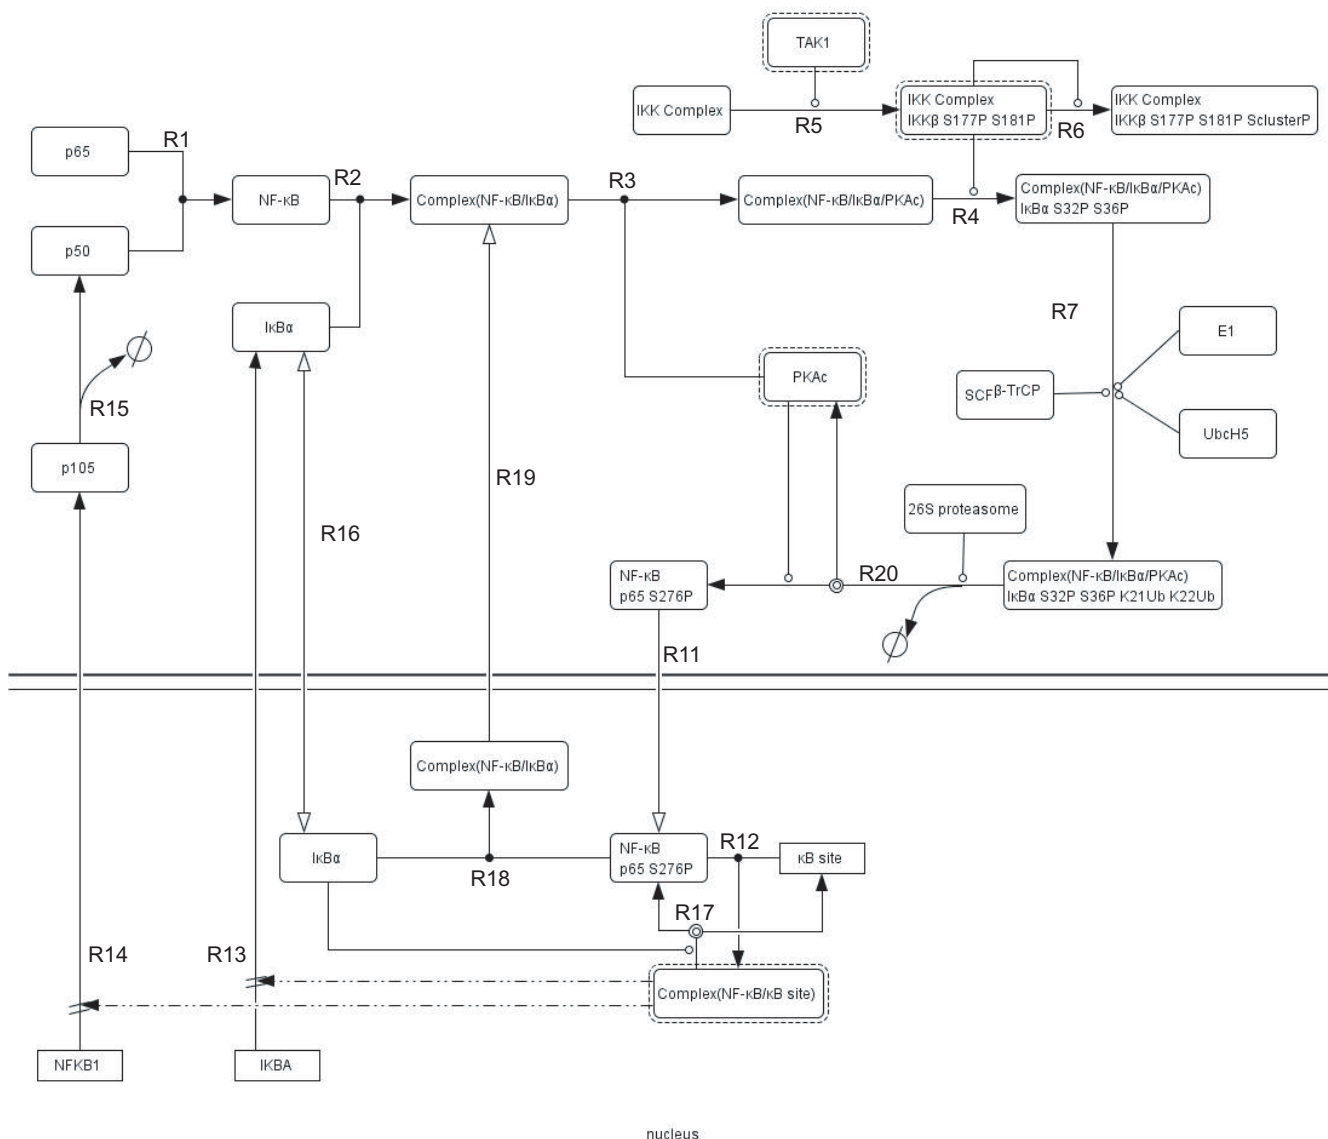 TAK1
IKK Complex
R5
IKK Complex
IKKβ S177P S181P
R6
IKK Complex
IKKβ S177P S181P SclusterP
p65
R1
NF-κB
R2
Complex(NF-κB/IκBα)
R3
Complex(NF-κB/IκBα/PKAc)
R4
Complex(NF-κB/IκBα/PKAc)
IκBα S32P S36P
p50
IκBα
R7
E1
R15
PKAc
SCFβ-TrCP
UbcH5
p105
R19
R16
26S proteasome
NF-κB
p65 S276P
R20
Complex(NF-κB/IκBα/PKAc)
IκBα S32P S36P K21Ub K22Ub
R11
Complex(NF-κB/IκBα)
IκBα
R18
NF-κB
p65 S276P
R12
κB site
R17
R14
R13
Complex(NF-κB/κB site)
NFKB1
IKBA
nucleus